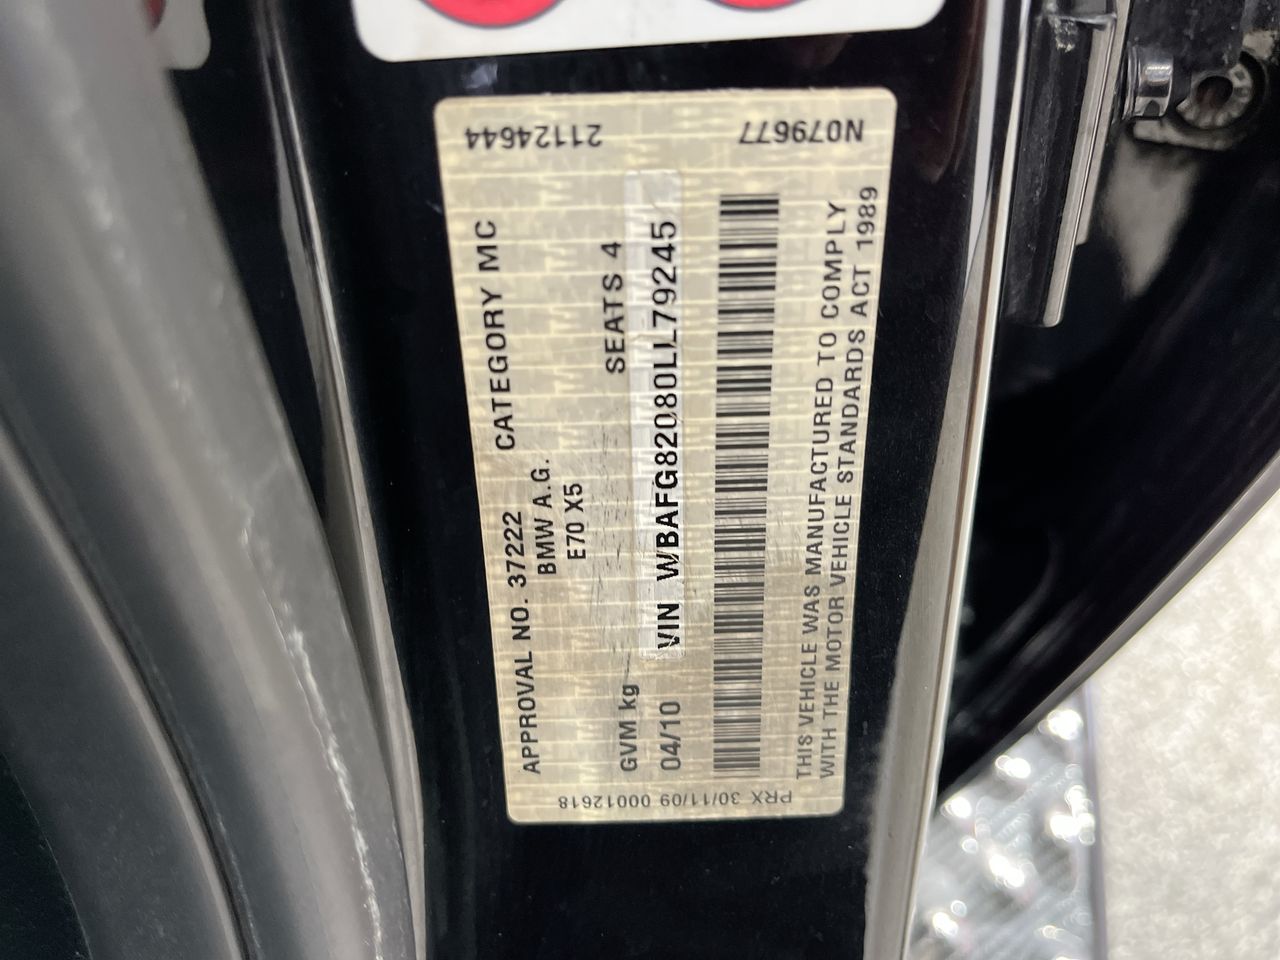 21124644
N079677
APPROVAL NO. 37222 CATEGORY MC
BMW A.G.
E70 X5
GVM kg SEATS 4
04/10 VIN WBAFG82080LL79245
THIS VEHICLE WAS MANUFACTURED TO COMPLY
WITH THE MOTOR VEHICLE STANDARDS ACT 1989
PRX 30/11/09 00012618